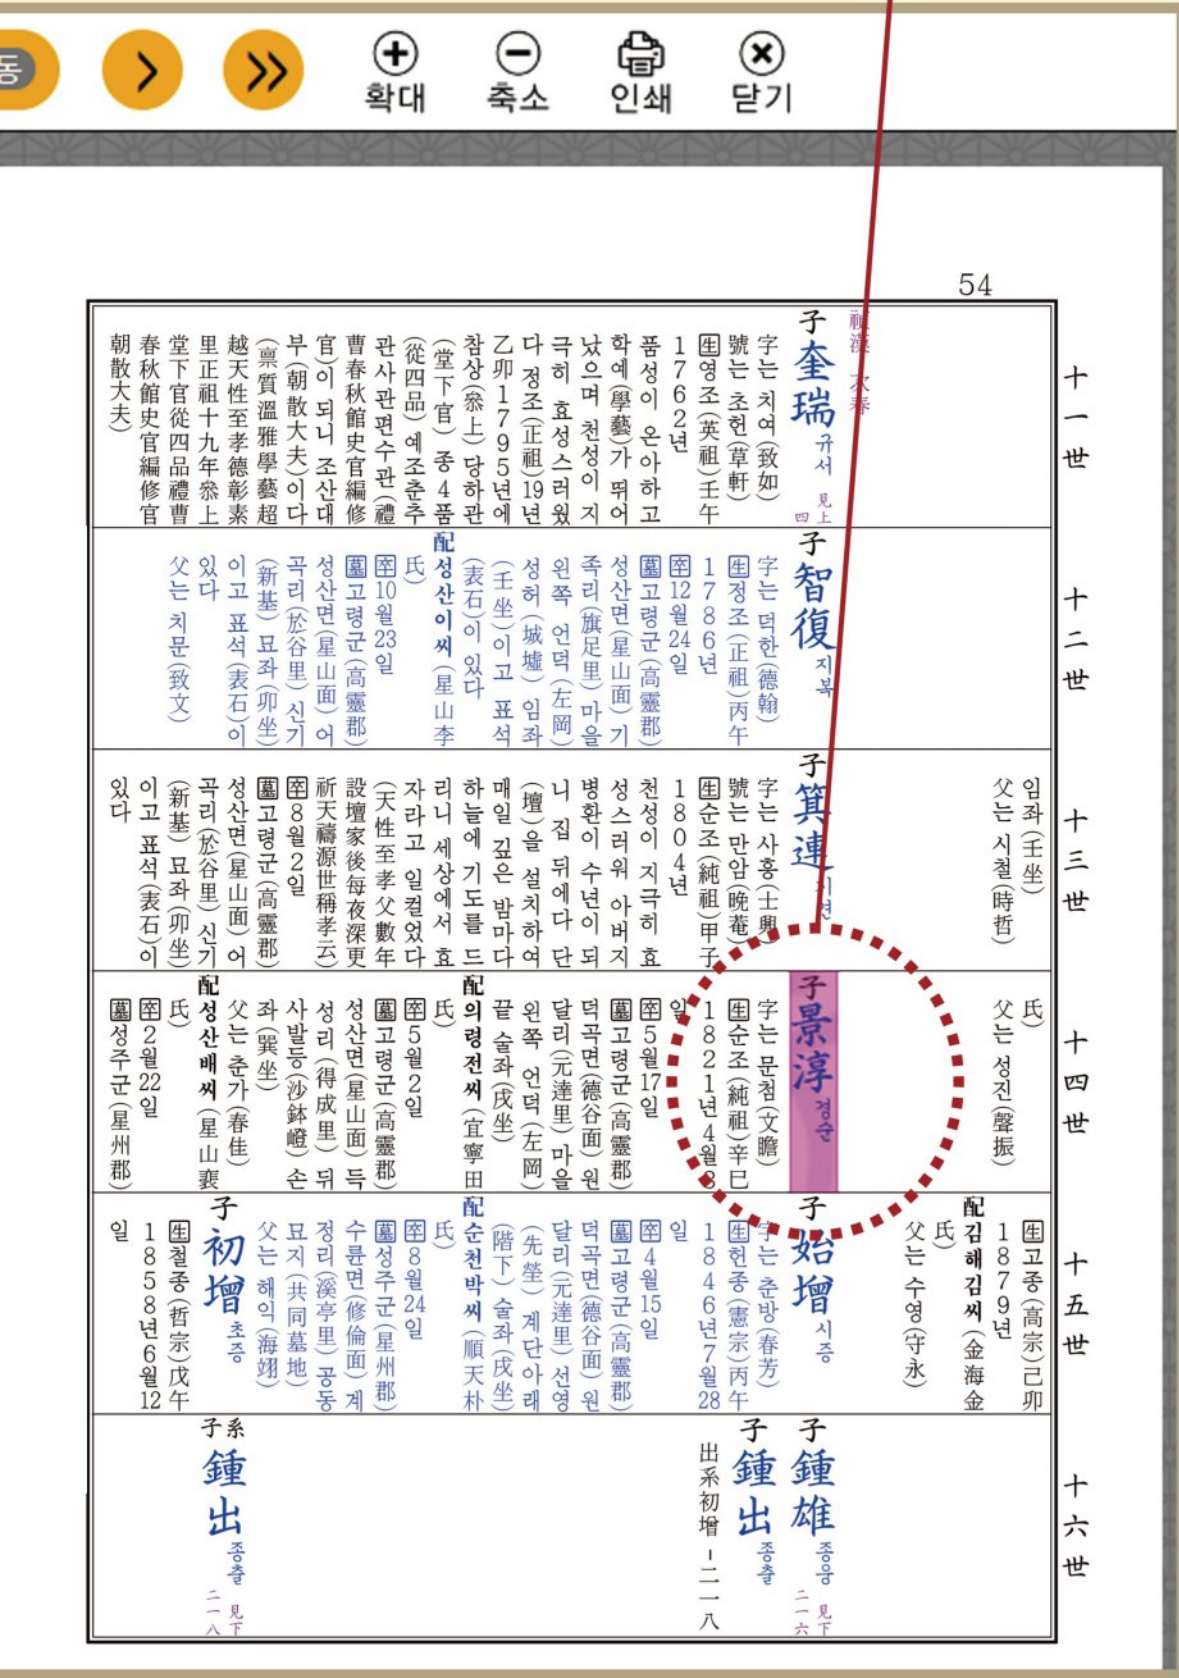 동
확대
축소
인쇄
닫기
54
十一世
子奎瑞 규서 見上
四
字는 치여(致如)
號는 초헌(草軒)
生영조(英祖)壬午
1762년
품성이 온아하고
학예(學藝)가 뛰어
났으며 천성이 지
극히 효성스러웠
다 정조(正祖)19년
乙卯1795년에
참상(叅上) 당하관
(堂下官) 종4품
(從四品) 예조춘추
관사관편수관(禮
曹春秋館史官編修
官)이 되니 조산대
부(朝散大夫)이다
(禀質溫雅學藝超
越天性至孝德彰素
里正祖十九年叅上
堂下官從四品禮曹
春秋館史官編修官
朝散大夫)
十二世
子智復 지복
字는 덕한(德翰)
生정조(正祖)丙午
1786년
卒12월24일
墓고령군(高靈郡)
성산면(星山面) 기
족리(旗足里) 마을
왼쪽 언덕(左岡)
성허(城墟) 임좌
(壬坐)이고 표석
(表石)이 있다
配성산이씨(星山李
氏)
卒10월23일
墓고령군(高靈郡)
성산면(星山面) 어
곡리(於谷里) 신기
(新基) 묘좌(卯坐)
이고 표석(表石)이
있다
父는 치문(致文)
十三世
임좌(壬坐)
父는 시철(時哲)
子箕連
字는 사흥(士興)
號는 만암(晩菴)
生순조(純祖)甲子
1804년
천성이 지극히 효
성스러워 아버지
병환이 수년이 되
니 집 뒤에다 단
(壇)을 설치하여
매일 깊은 밤마다
하늘에 기도를 드
리니 세상에서 효
자라고 일컬었다
(天性至孝父數年
設壇家後每夜深更
祈天禱源世稱孝云)
卒8월2일
墓고령군(高靈郡)
성산면(星山面) 어
곡리(於谷里) 신기
(新基) 묘좌(卯坐)
이고 표석(表石)이
있다
十四世
氏)
父는 성진(聲振)
子景淳 경순
字는 문첨(文瞻)
生순조(純祖)辛巳
1821년4월
일
卒5월17일
墓고령군(高靈郡)
덕곡면(德谷面) 원
달리(元達里) 마을
왼쪽 언덕(左岡)
끝 술좌(戌坐)
配의령전씨(宜寧田
氏)
卒5월2일
墓고령군(高靈郡)
성산면(星山面) 득
성리(得成里) 뒤
사발등(沙鉢嶝) 손
좌(巽坐)
父는 춘가(春佳)
配성산배씨(星山裵
氏)
卒2월22일
墓성주군(星州郡)
十五世
生고종(高宗)己卯
1879년
配김해김씨(金海金
氏)
父는 수영(守永)
子始增 시증
字는 춘방(春芳)
生헌종(憲宗)丙午
1846년7월28
일
卒4월15일
墓고령군(高靈郡)
덕곡면(德谷面) 원
달리(元達里) 선영
(先塋) 계단아래
(階下) 술좌(戌坐)
配순천박씨(順天朴
氏)
卒8월24일
墓성주군(星州郡)
수륜면(修倫面) 계
정리(溪亭里) 공동
묘지(共同墓地)
父는 해익(海翊)
子初增 초증
生철종(哲宗)戊午
1858년6월12
일
十六世
子鍾雄 종웅 見下
二一六
子鍾出 종출
出系初增 -二一八
系子鍾出 종출 見下
二一八